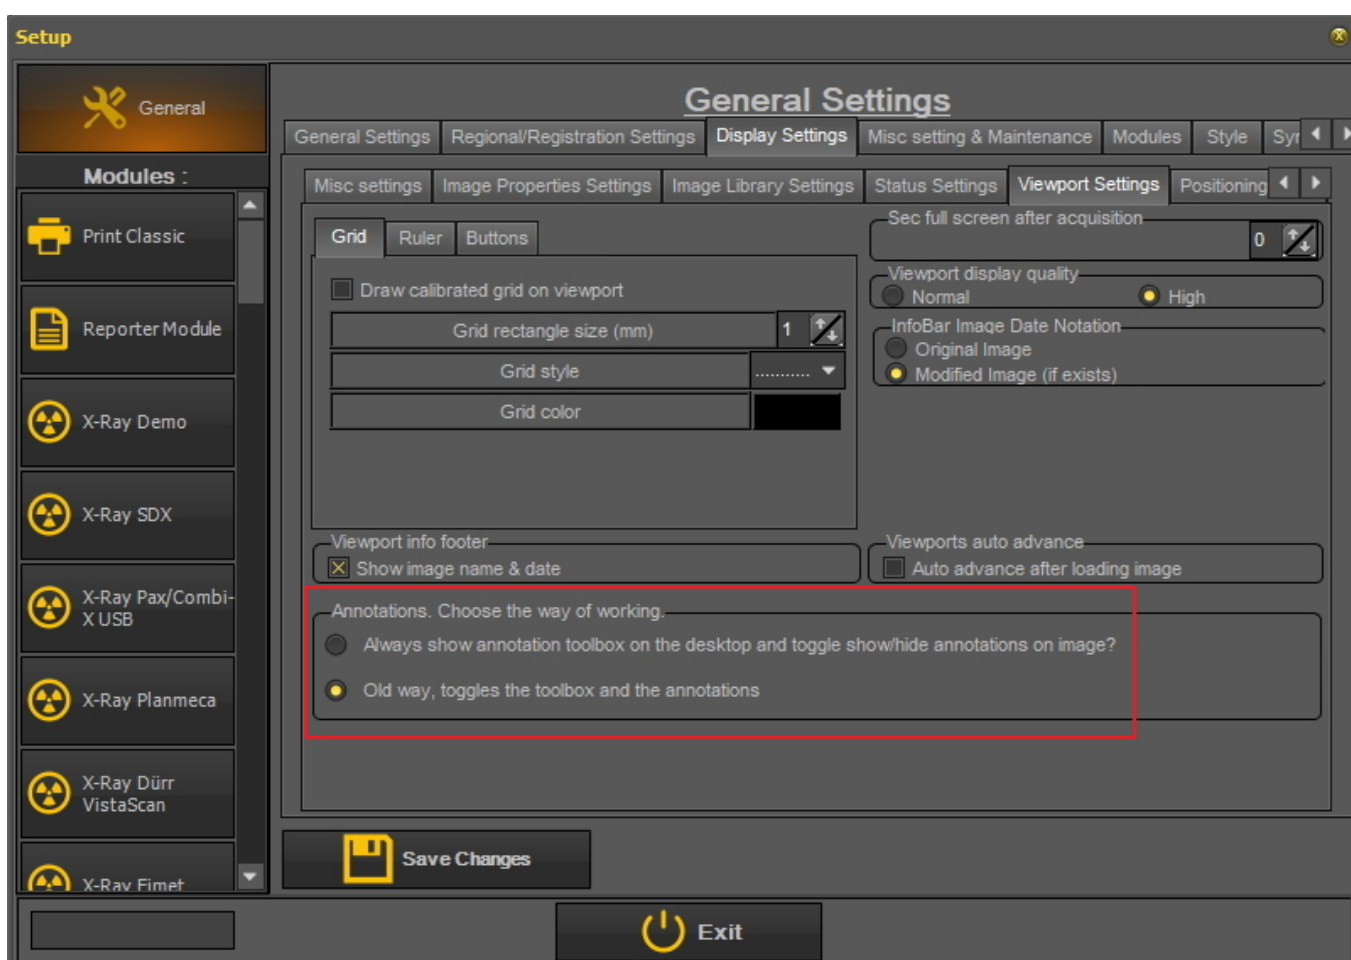 Setup
General
General Settings
General Settings Regional/Registration Settings Display Settings Misc setting & Maintenance Modules Style
Modules :
Misc settings Image Properties Settings Image Library Settings Status Settings Viewport Settings Positioning
Print Classic
Reporter Module
X-Ray Demo
X-Ray SDX
X-Ray Pax/Combi-
X USB
X-Ray Planmeca
X-Ray Dürr
VistaScan
X-Ray Fimet
Grid Ruler Buttons
Draw calibrated grid on viewport
Grid rectangle size (mm) 1
Grid style ...........
Grid color
Sec full screen after acquisition
0
Viewport display quality
Normal High
InfoBar Image Date Notation
Original Image
Modified Image (if exists)
Viewport info footer
Show image name & date
Viewports auto advance
Auto advance after loading image
Annotations. Choose the way of working.
Always show annotation toolbox on the desktop and toggle show/hide annotations on image?
Old way, toggles the toolbox and the annotations
Save Changes
Exit